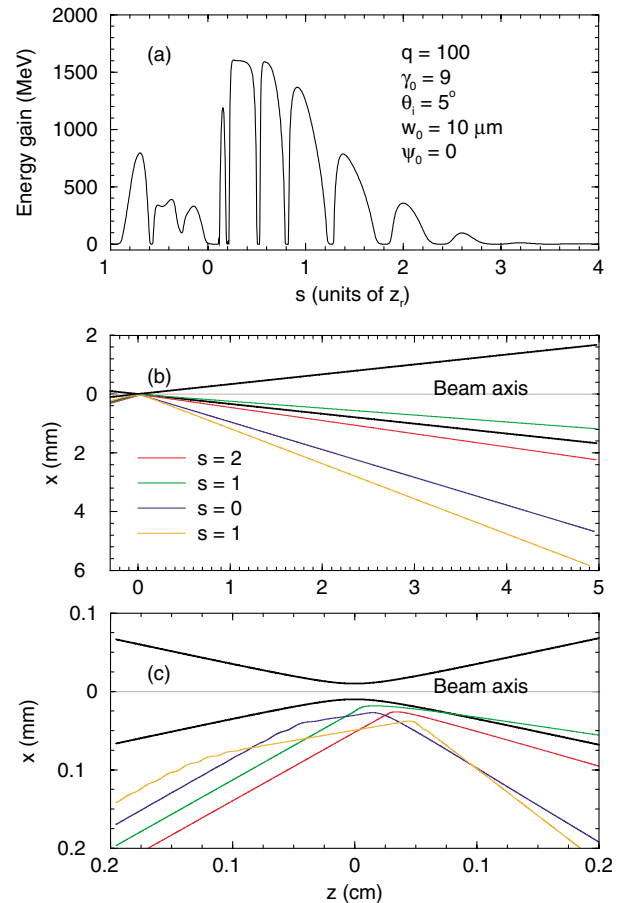 2000
1500
1000
500
0
Energy gain (MeV)
(a)
q = 100
γ₀ = 9
θᵢ = 5°
w₀ = 10 μm
ψ₀ = 0
1 0 1 2 3 4
s (units of zᵣ)
2
0
2
4
6
x (mm)
(b)
Beam axis
s = 2
s = 1
s = 0
s = 1
0 1 2 3 4 5
0.1
0
0.1
0.2
x (mm)
(c)
Beam axis
0.2 0.1 0 0.1 0.2
z (cm)